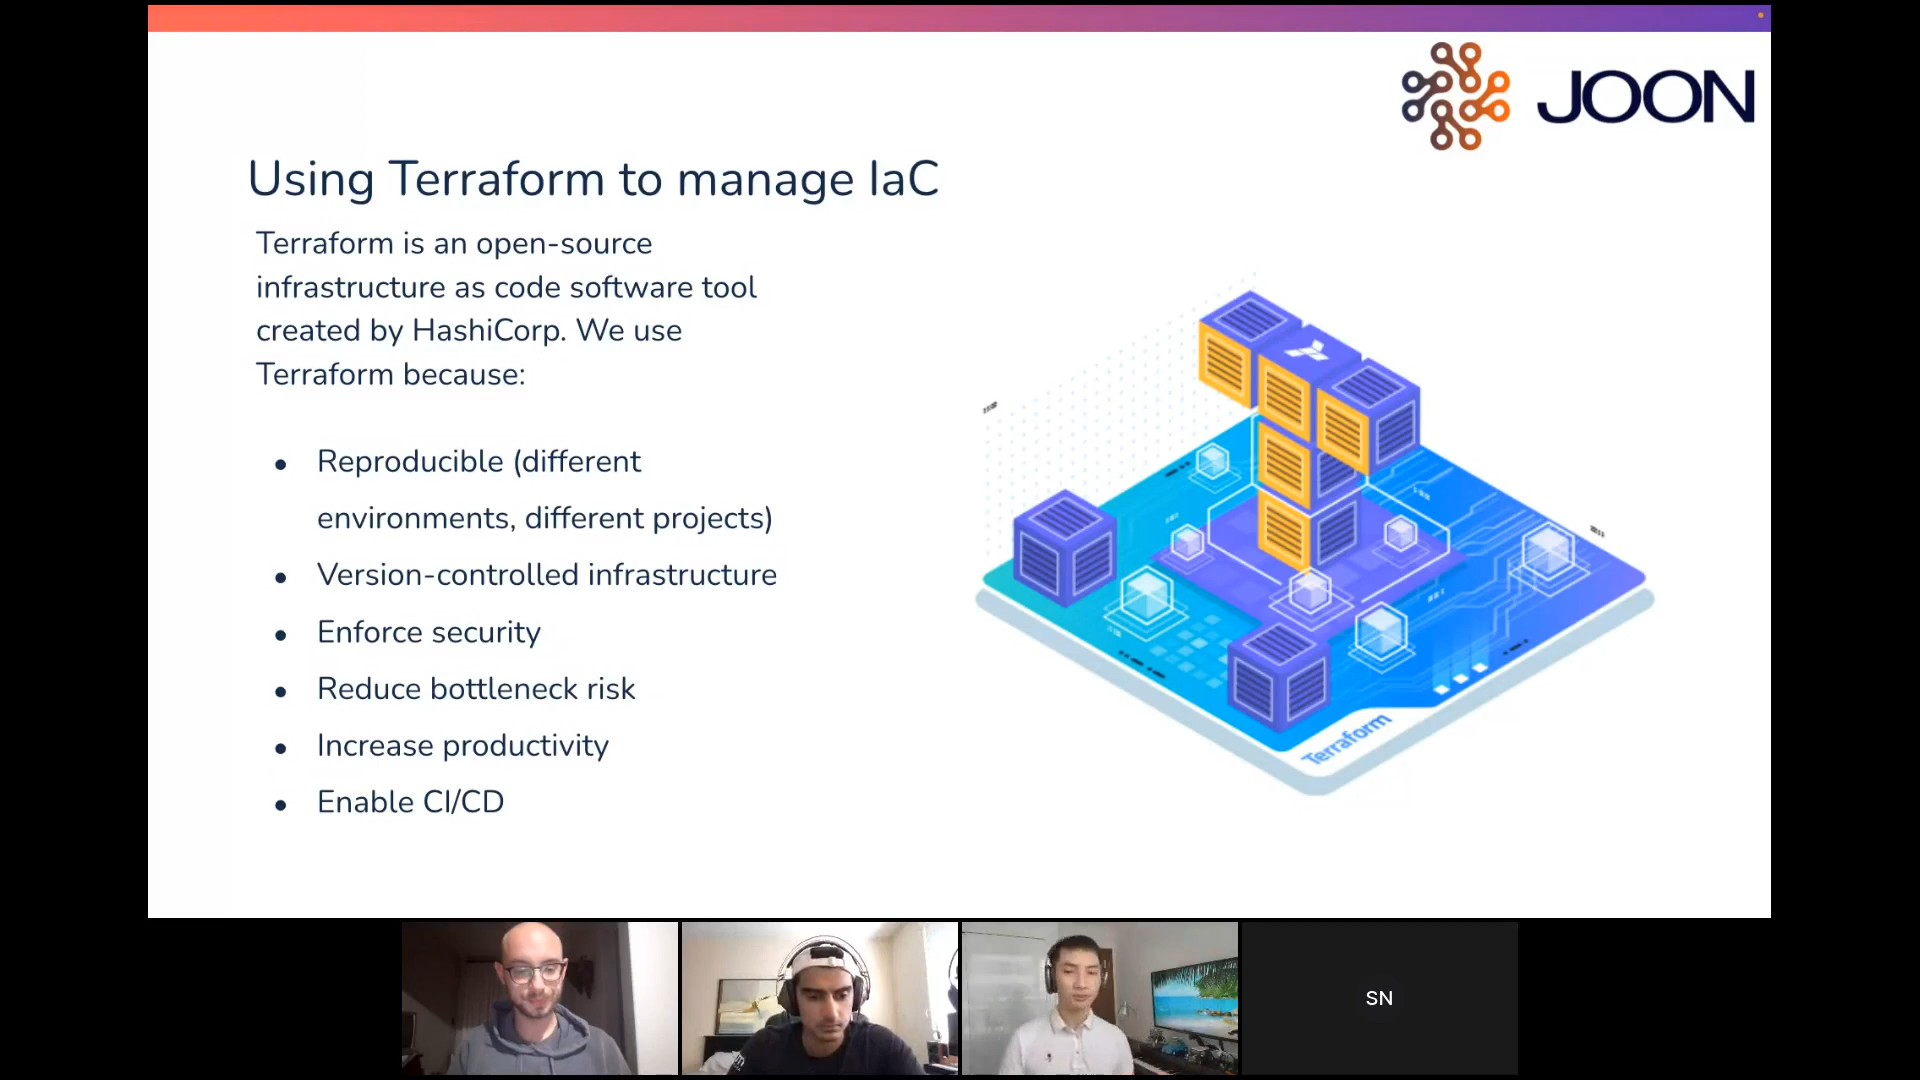 JOON
Using Terraform to manage IaC
Terraform is an open-source
infrastructure as code software tool
created by HashiCorp. We use
Terraform because:
● Reproducible (different
environments, different projects)
● Version-controlled infrastructure
● Enforce security
● Reduce bottleneck risk
● Increase productivity
● Enable CI/CD
Terraform
SN